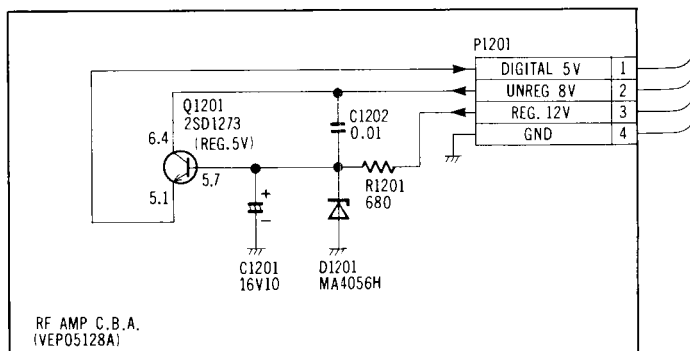 P1201
DIGITAL 5V 1
UNREG 8V 2
REG. 12V 3
GND 4
Q1201
2SD1273
(REG.5V)
6.4
5.7
5.1
C1202
0.01
R1201
680
+
−
C1201
16V10
D1201
MA4056H
RF AMP C.B.A.
(VEP05128A)